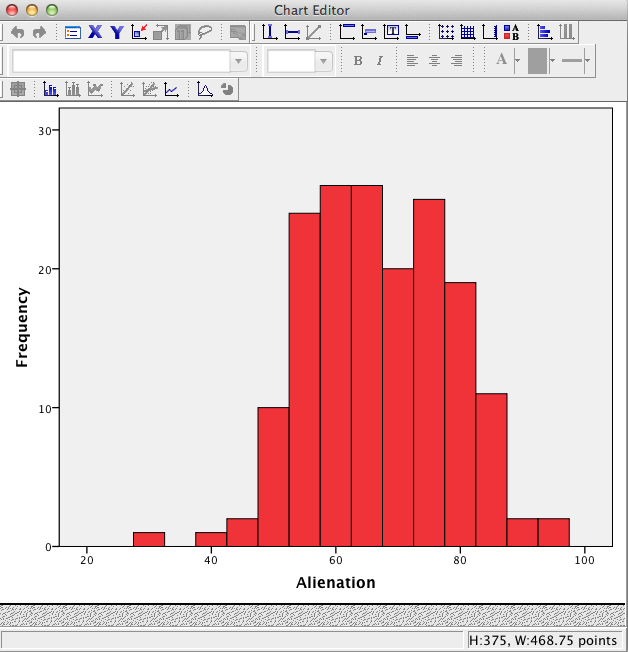 Chart Editor
X Y A B
B I A
30
20
10
0
Frequency
20 40 60 80 100
Alienation
H:375, W:468.75 points